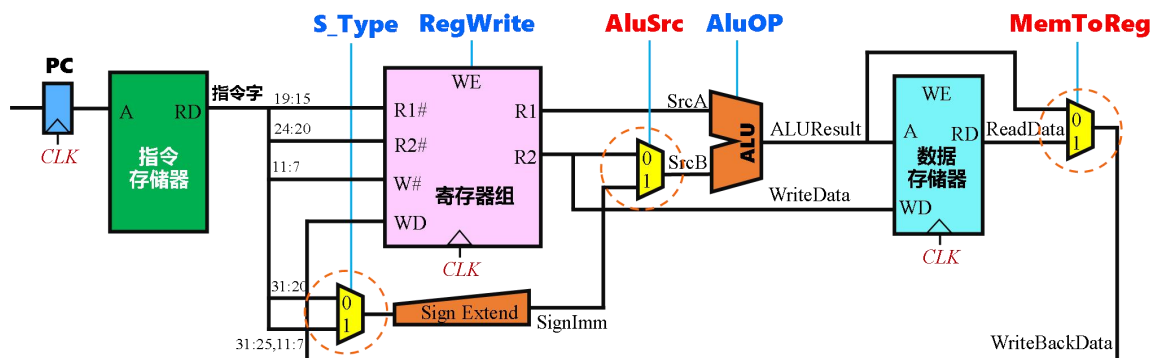 S_Type
RegWrite
AluSrc
AluOP
MemToReg
PC
CLK
A
RD
指令
存储器
指令字
19:15
24:20
11:7
31:20
31:25,11:7
0
1
WE
R1#
R2#
W#
WD
R1
R2
寄存器组
CLK
Sign Extend
SignImm
0
1
SrcA
SrcB
ALU
ALUResult
WriteData
WE
A
RD
数据
存储器
WD
CLK
ReadData
0
1
WriteBackData